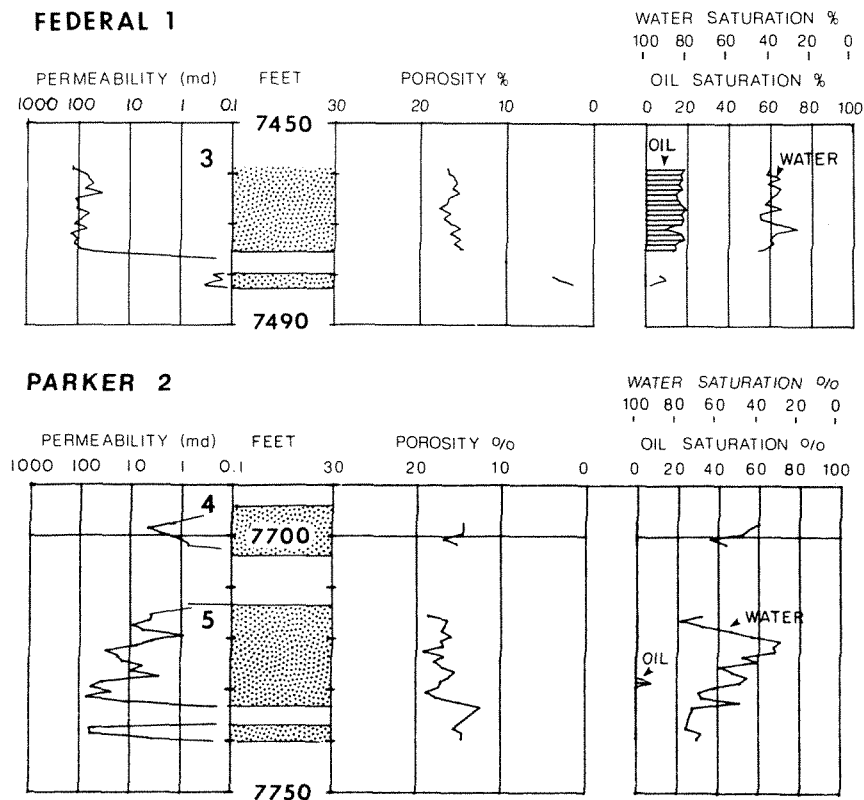 FEDERAL 1
WATER SATURATION %
100 80 60 40 20 0
PERMEABILITY (md) FEET POROSITY % OIL SATURATION %
1000 100 10 1 0.1 30 20 10 0 0 20 40 60 80 100
7450
3
OIL
WATER
7490
PARKER 2
WATER SATURATION %
100 80 60 40 20 0
PERMEABILITY (md) FEET POROSITY % OIL SATURATION %
1000 100 10 1 0.1 30 20 10 0 0 20 40 60 80 100
4
7700
5
WATER
OIL
7750